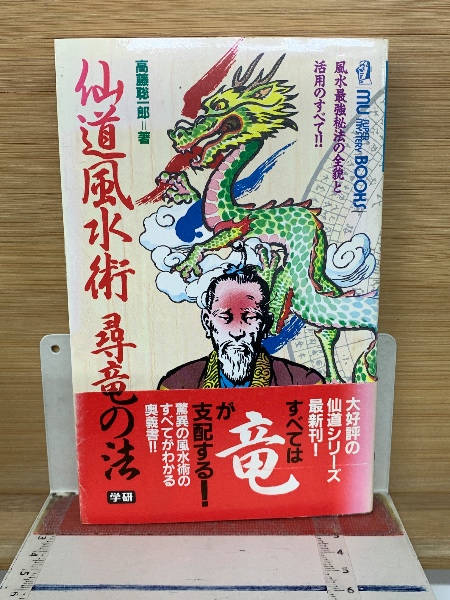 風水最強秘法の全貌と
活用のすべて!!
MU
SUPER
MYSTERY
BOOKS
高藤聡一郎=著
仙道風水術 尋竜の法
大好評の
仙道シリーズ
最新刊!
すべては
竜
が
支配する!
驚異の風水術の
すべてがわかる
奥義書!!
学研